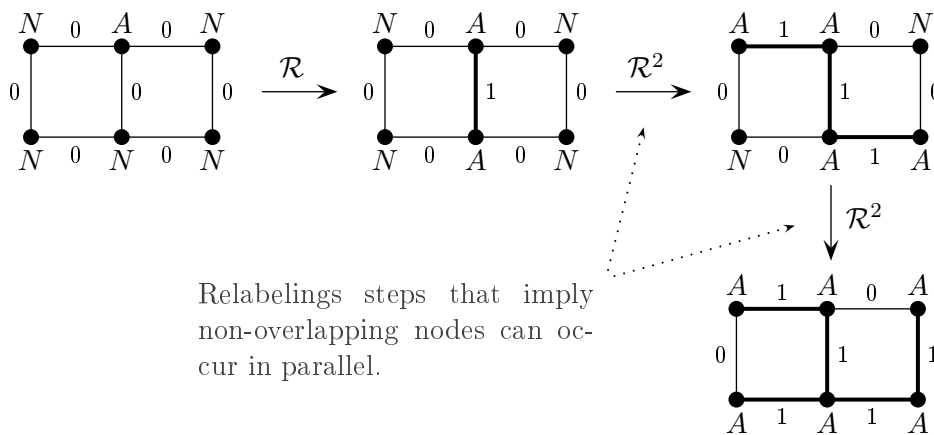 N 0 A 0 N N 0 A 0 N A 1 A 0 N
0 0 0 R 0 1 0 R² 0 1 0
N 0 N 0 N N 0 A 0 N N 0 A 1 A
R²
Relabelings steps that imply
non-overlapping nodes can oc-
cur in parallel.
A 1 A 0 A
0 1 1
A 1 A 1 A